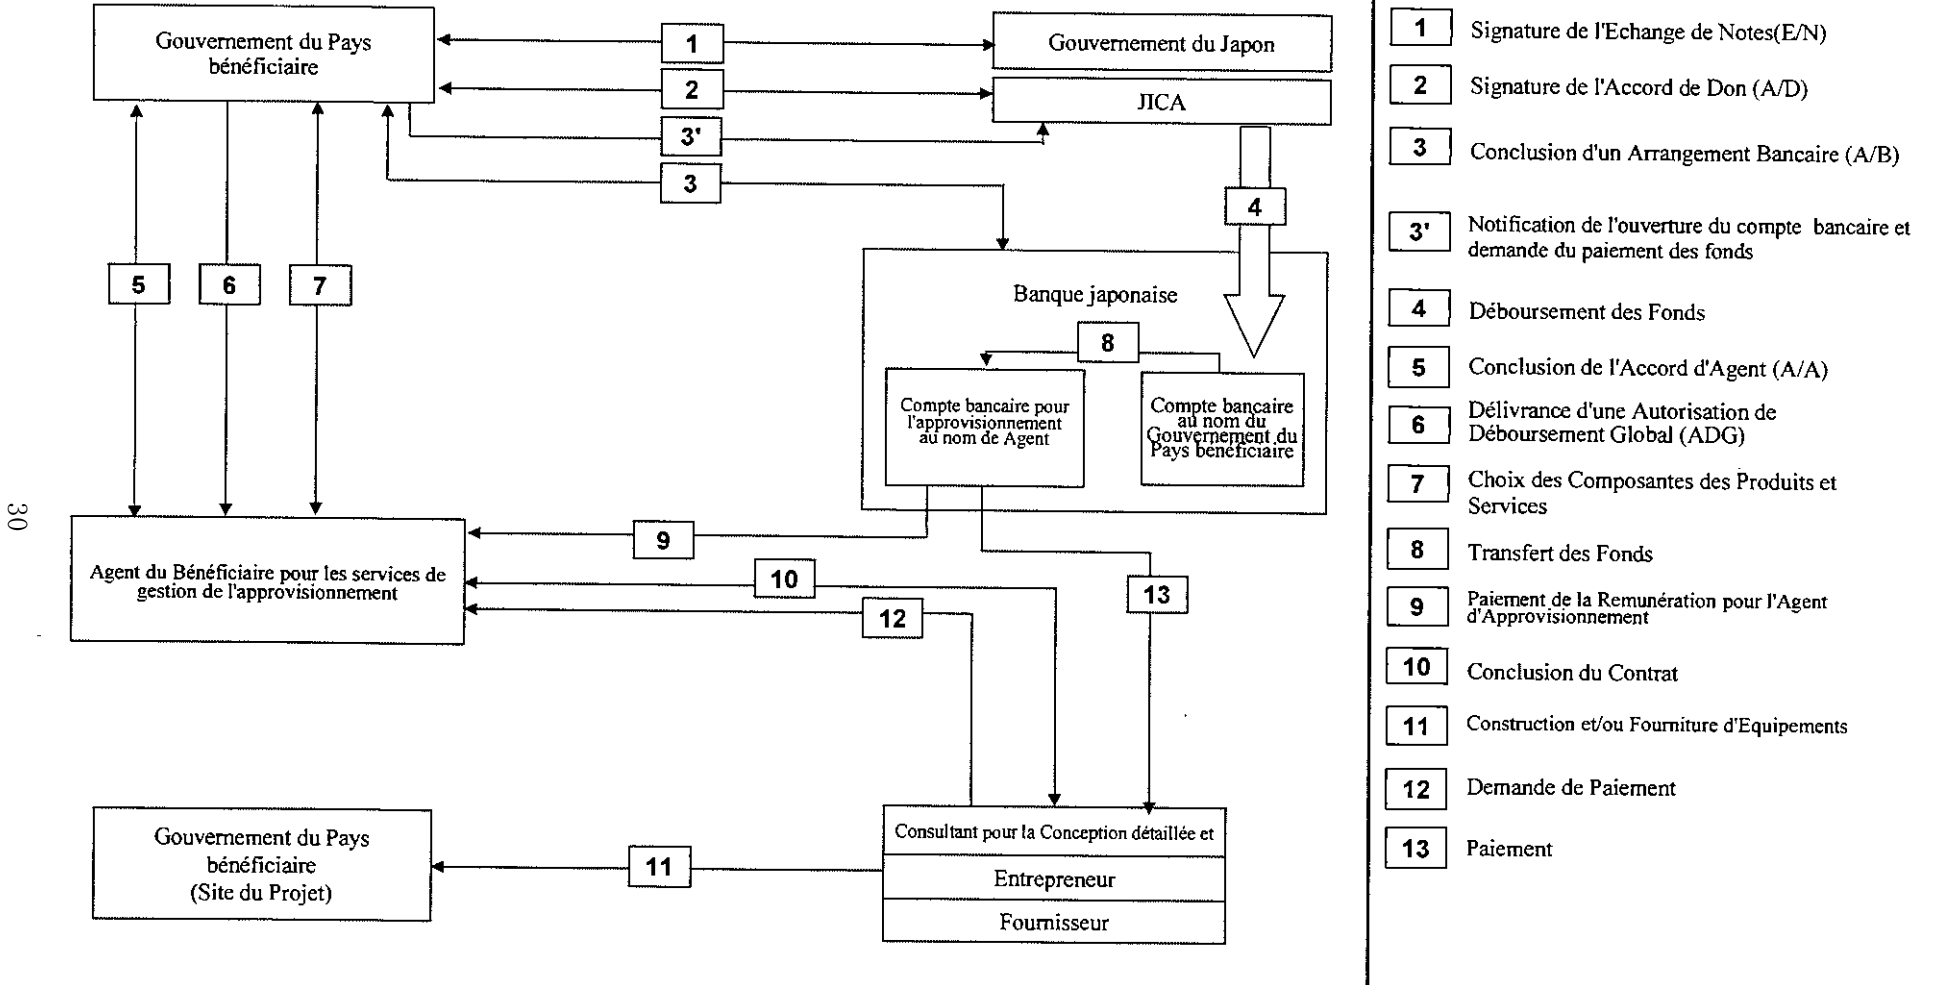 Gouvernement du Pays
bénéficiaire
1
Gouvernement du Japon
2
JICA
3'
3
4
5
6
7
Banque japonaise
8
Compte bancaire pour
l'approvisionnement
au nom de Agent
Compte bancaire
au nom du
Gouvernement du
Pays bénéficiaire
9
Agent du Bénéficiaire pour les services de
gestion de l'approvisionnement
10
12
13
Gouvernement du Pays
bénéficiaire
(Site du Projet)
11
Consultant pour la Conception détaillée et
Entrepreneur
Fournisseur
30
1 Signature de l'Echange de Notes(E/N)
2 Signature de l'Accord de Don (A/D)
3 Conclusion d'un Arrangement Bancaire (A/B)
3' Notification de l'ouverture du compte bancaire et
demande du paiement des fonds
4 Déboursement des Fonds
5 Conclusion de l'Accord d'Agent (A/A)
6 Délivrance d'une Autorisation de
Déboursement Global (ADG)
7 Choix des Composantes des Produits et
Services
8 Transfert des Fonds
9 Paiement de la Remunération pour l'Agent
d'Approvisionnement
10 Conclusion du Contrat
11 Construction et/ou Fourniture d'Equipements
12 Demande de Paiement
13 Paiement